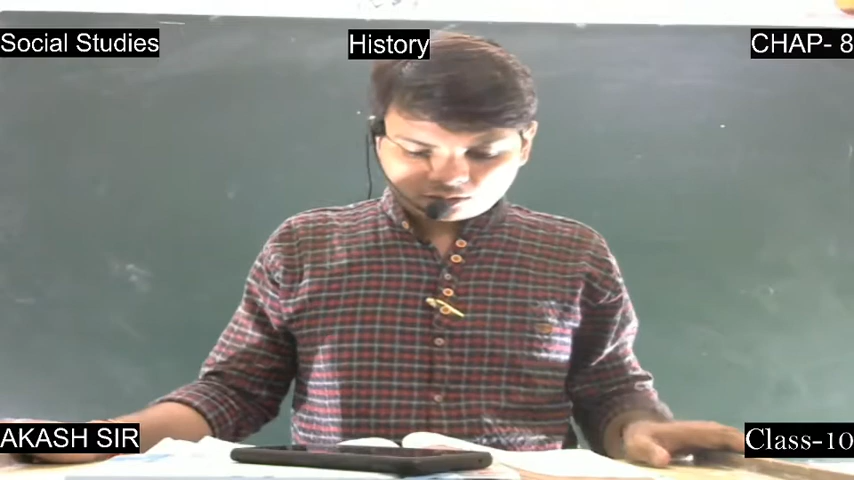 Social Studies
History
CHAP- 8
AKASH SIR
Class-10